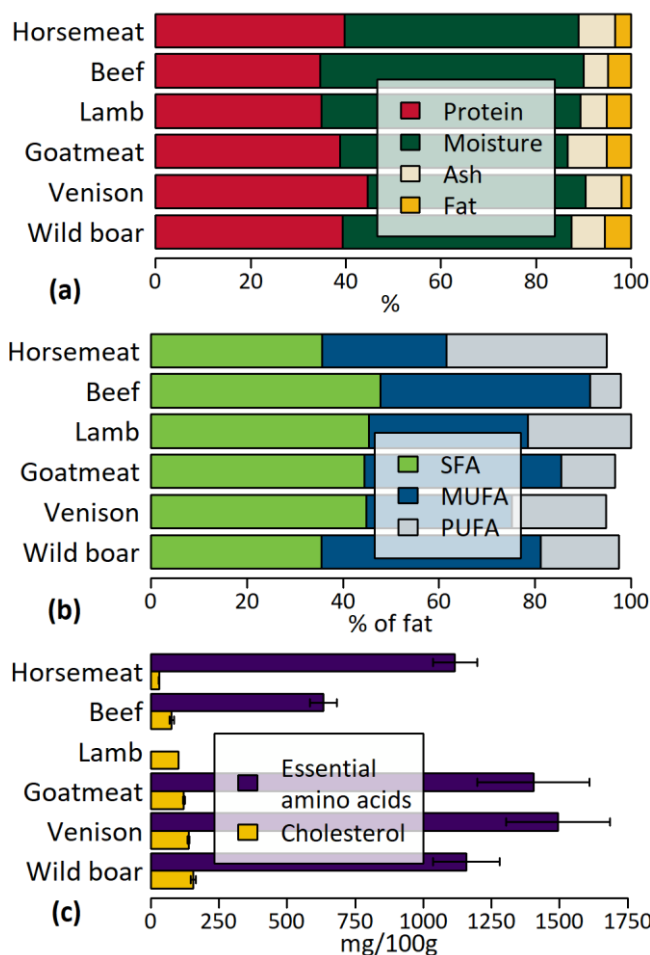 Horsemeat
Beef
Lamb
Goatmeat
Venison
Wild boar
Protein
Moisture
Ash
Fat
0 20 40 60 80 100
%
(a)
Horsemeat
Beef
Lamb
Goatmeat
Venison
Wild boar
SFA
MUFA
PUFA
0 20 40 60 80 100
% of fat
(b)
Horsemeat
Beef
Lamb
Goatmeat
Venison
Wild boar
Essential
amino acids
Cholesterol
(c)
0 250 500 750 1000 1250 1500 1750
mg/100g